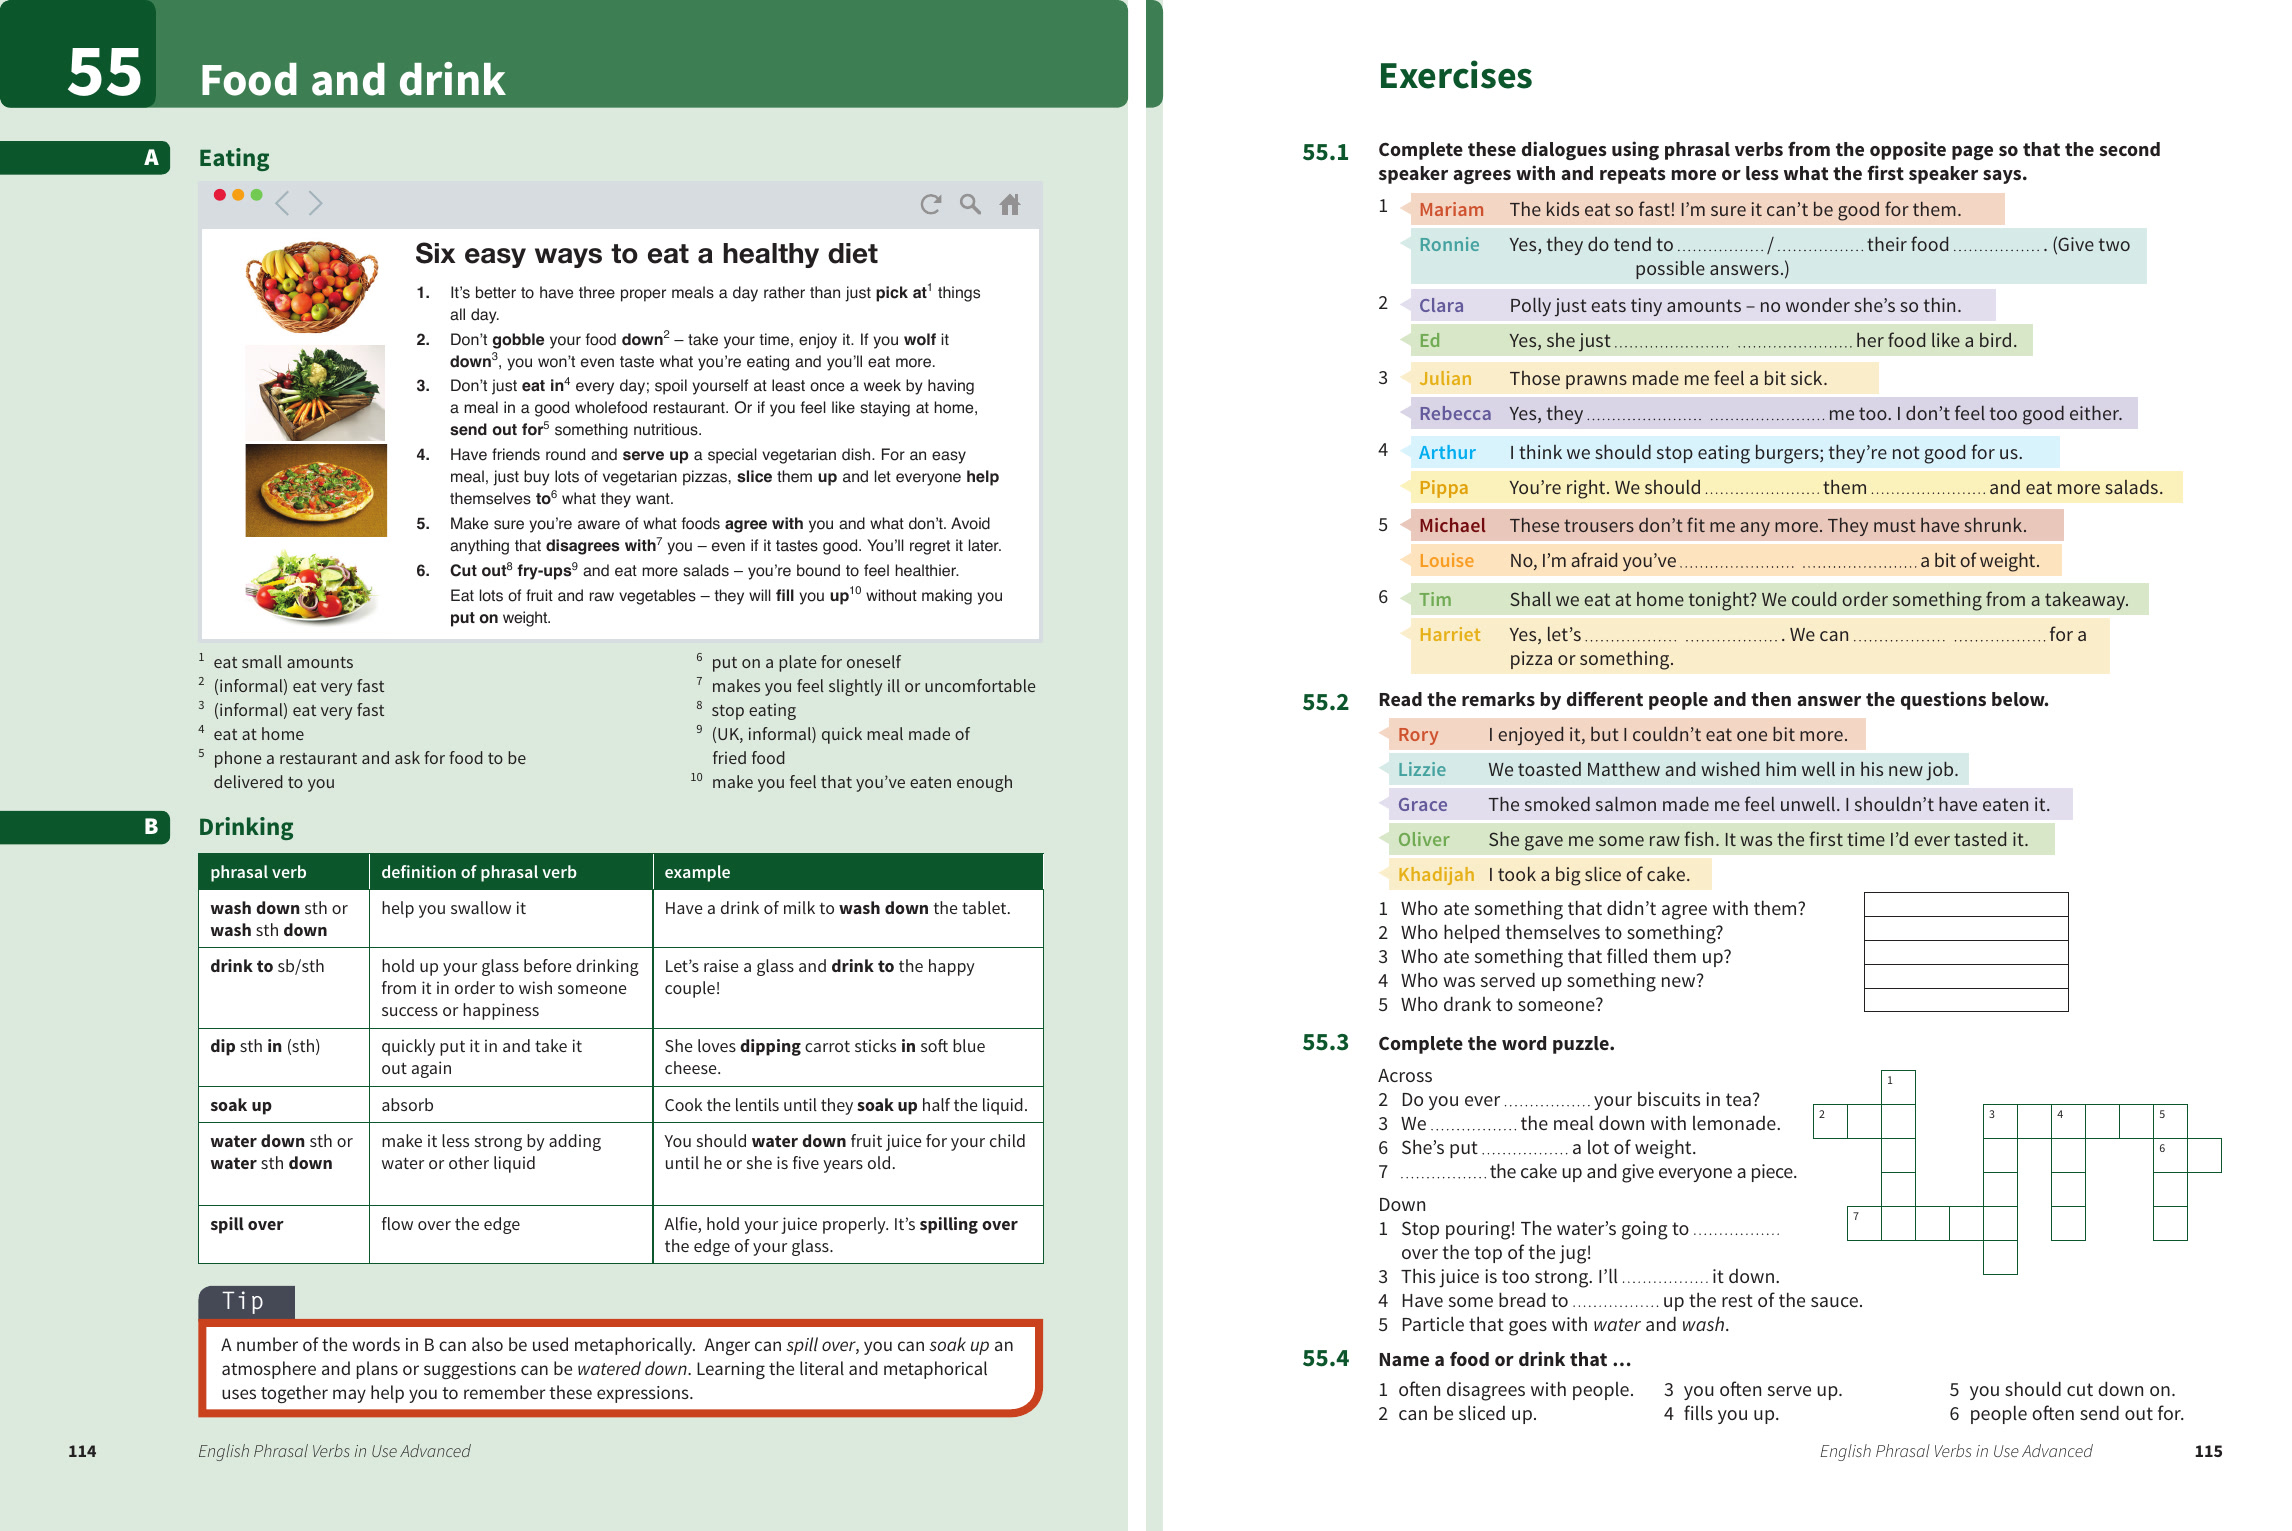 55
Food and drink
A
Eating
Six easy ways to eat a healthy diet
1. It's better to have three proper meals a day rather than just pick at¹ things
all day.
2. Don't gobble your food down² – take your time, enjoy it. If you wolf it
down³, you won't even taste what you're eating and you'll eat more.
3. Don't just eat in⁴ every day; spoil yourself at least once a week by having
a meal in a good wholefood restaurant. Or if you feel like staying at home,
send out for⁵ something nutritious.
4. Have friends round and serve up a special vegetarian dish. For an easy
meal, just buy lots of vegetarian pizzas, slice them up and let everyone help
themselves to⁶ what they want.
5. Make sure you're aware of what foods agree with you and what don't. Avoid
anything that disagrees with⁷ you – even if it tastes good. You'll regret it later.
6. Cut out⁸ fry-ups⁹ and eat more salads – you're bound to feel healthier.
Eat lots of fruit and raw vegetables – they will fill you up¹⁰ without making you
put on weight.
1 eat small amounts
2 (informal) eat very fast
3 (informal) eat very fast
4 eat at home
5 phone a restaurant and ask for food to be
delivered to you
6 put on a plate for oneself
7 makes you feel slightly ill or uncomfortable
8 stop eating
9 (UK, informal) quick meal made of
fried food
10 make you feel that you've eaten enough
B
Drinking
phrasal verb definition of phrasal verb example
wash down sth or help you swallow it Have a drink of milk to wash down the tablet.
wash sth down
drink to sb/sth hold up your glass before drinking Let's raise a glass and drink to the happy
from it in order to wish someone couple!
success or happiness
dip sth in (sth) quickly put it in and take it She loves dipping carrot sticks in soft blue
out again cheese.
soak up absorb Cook the lentils until they soak up half the liquid.
water down sth or make it less strong by adding You should water down fruit juice for your child
water sth down water or other liquid until he or she is five years old.
spill over flow over the edge Alfie, hold your juice properly. It's spilling over
the edge of your glass.
Tip
A number of the words in B can also be used metaphorically. Anger can spill over, you can soak up an
atmosphere and plans or suggestions can be watered down. Learning the literal and metaphorical
uses together may help you to remember these expressions.
114 English Phrasal Verbs in Use Advanced
Exercises
55.1 Complete these dialogues using phrasal verbs from the opposite page so that the second
speaker agrees with and repeats more or less what the first speaker says.
1 Mariam The kids eat so fast! I'm sure it can't be good for them.
Ronnie Yes, they do tend to ................. / ................. their food ................. . (Give two
possible answers.)
2 Clara Polly just eats tiny amounts – no wonder she's so thin.
Ed Yes, she just ....................... ....................... her food like a bird.
3 Julian Those prawns made me feel a bit sick.
Rebecca Yes, they ....................... ....................... me too. I don't feel too good either.
4 Arthur I think we should stop eating burgers; they're not good for us.
Pippa You're right. We should ....................... them ....................... and eat more salads.
5 Michael These trousers don't fit me any more. They must have shrunk.
Louise No, I'm afraid you've ....................... ....................... a bit of weight.
6 Tim Shall we eat at home tonight? We could order something from a takeaway.
Harriet Yes, let's .................. .................. . We can .................. .................. for a
pizza or something.
55.2 Read the remarks by different people and then answer the questions below.
Rory I enjoyed it, but I couldn't eat one bit more.
Lizzie We toasted Matthew and wished him well in his new job.
Grace The smoked salmon made me feel unwell. I shouldn't have eaten it.
Oliver She gave me some raw fish. It was the first time I'd ever tasted it.
Khadijah I took a big slice of cake.
1 Who ate something that didn't agree with them?
2 Who helped themselves to something?
3 Who ate something that filled them up?
4 Who was served up something new?
5 Who drank to someone?
55.3 Complete the word puzzle.
Across
2 Do you ever ................. your biscuits in tea?
3 We ................. the meal down with lemonade.
6 She's put ................. a lot of weight.
7 ................. the cake up and give everyone a piece.
Down
1 Stop pouring! The water's going to .................
over the top of the jug!
3 This juice is too strong. I'll ................. it down.
4 Have some bread to ................. up the rest of the sauce.
5 Particle that goes with water and wash.
1
2 3 4 5
6
7
55.4 Name a food or drink that ...
1 often disagrees with people. 3 you often serve up. 5 you should cut down on.
2 can be sliced up. 4 fills you up. 6 people often send out for.
English Phrasal Verbs in Use Advanced 115